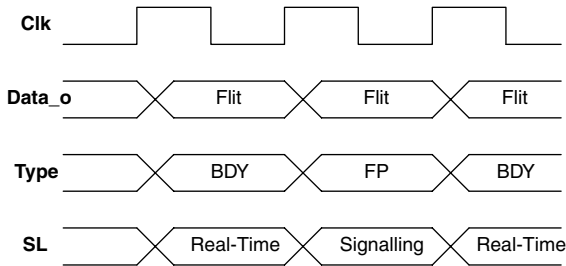 Clk
Data_o Flit Flit Flit
Type BDY FP BDY
SL Real-Time Signalling Real-Time